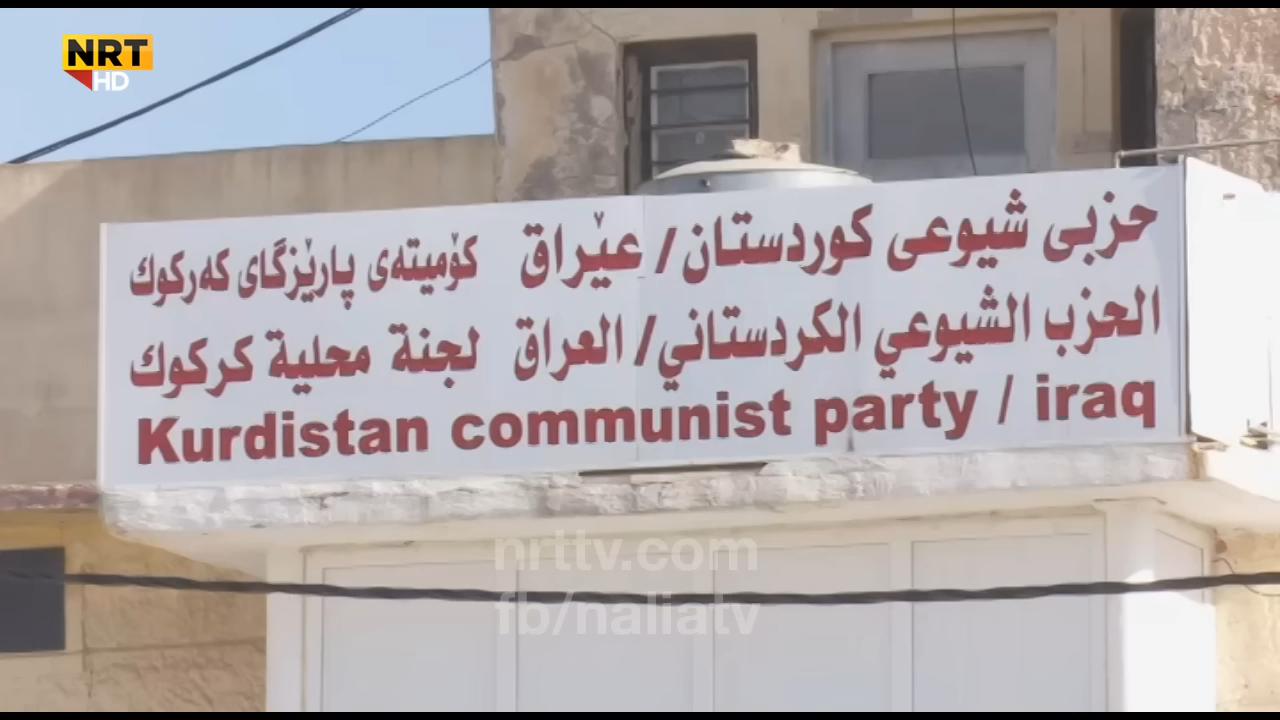 NRT
HD
حزبی شیوعی کوردستان/ عێراق کۆمیتەی پارێزگای کەرکوك
الحزب الشيوعي الكردستاني/ العراق لجنة محلية كركوك
Kurdistan communist party / iraq
nrttv.com
fb/naliatv